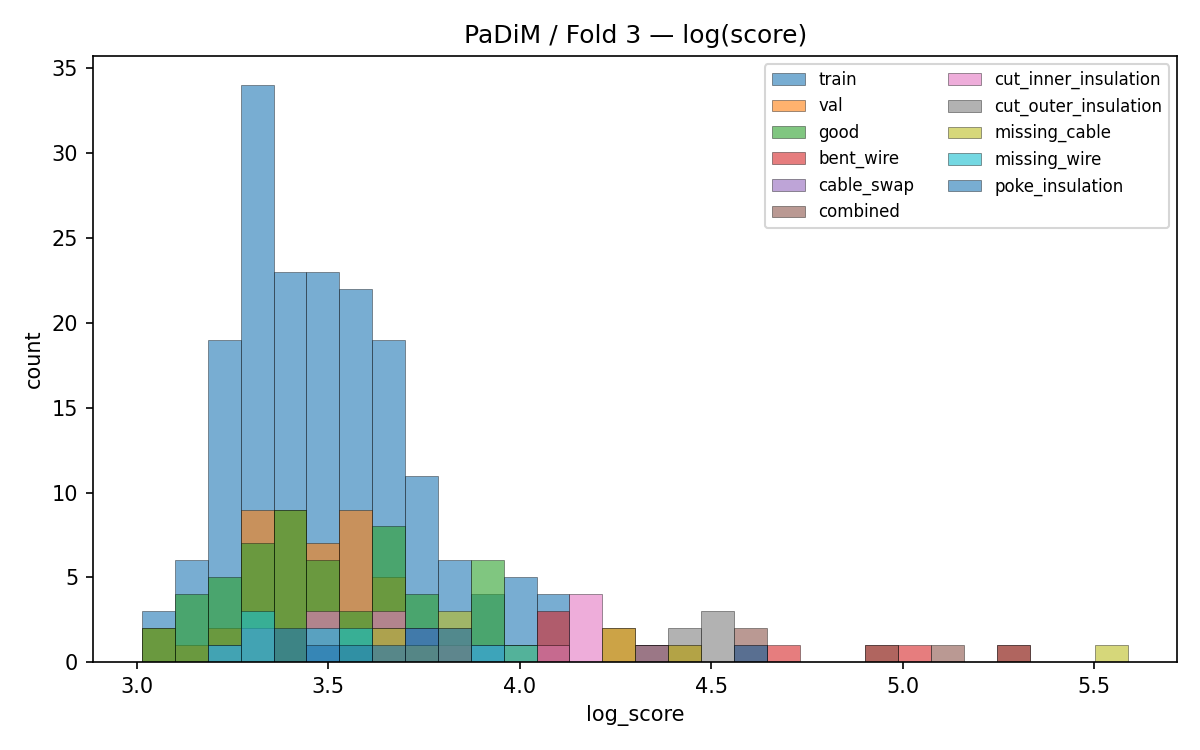 PaDiM / Fold 3 — log(score)
train
val
good
bent_wire
cable_swap
combined
cut_inner_insulation
cut_outer_insulation
missing_cable
missing_wire
poke_insulation
count
35
30
25
20
15
10
5
0
3.0 3.5 4.0 4.5 5.0 5.5
log_score